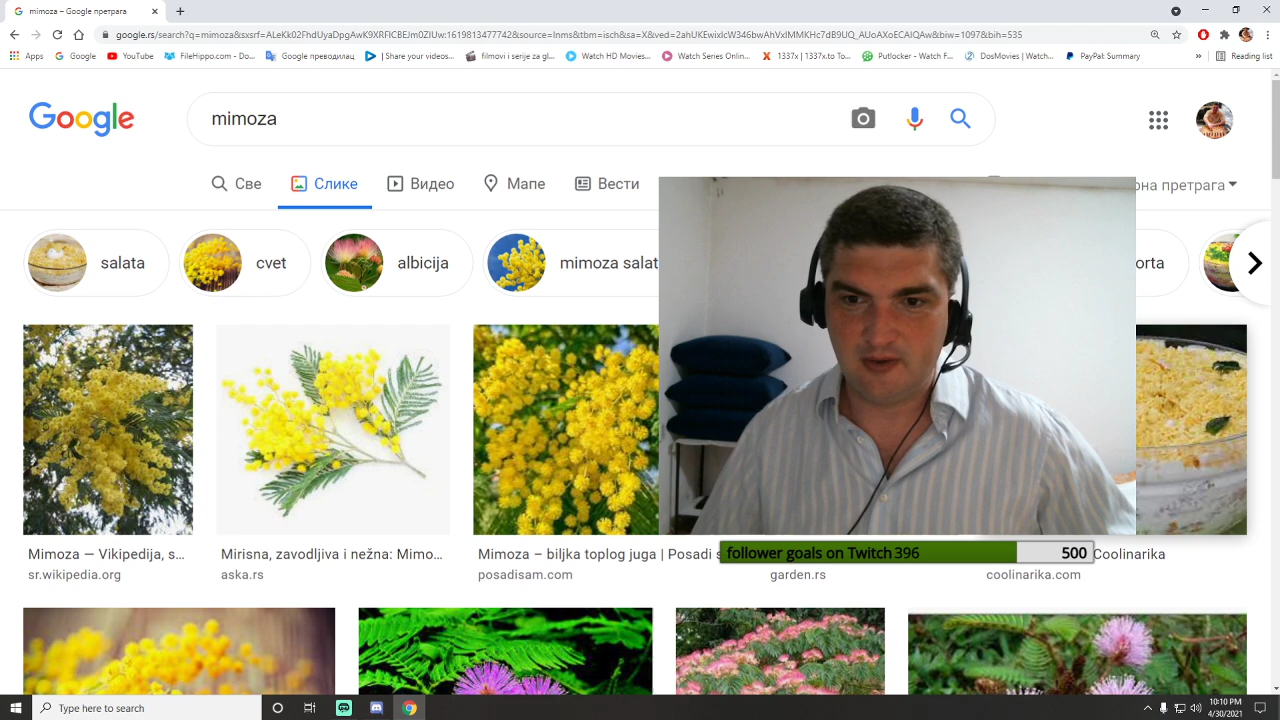 mimoza – Google претрага
google.rs/search?q=mimoza&sxsrf=ALeKk02FhdUyaDpgAwK9XRFICBEJm0ZIUw:1619813477742&source=lnms&tbm=isch&sa=X&ved=2ahUKEwixlcW346bwAhVxlMMKHc7dB9UQ_AUoAXoECAIQAw&biw=1097&bih=535
Apps
Google
YouTube
FileHippo.com - Do...
Google преводилац
| Share your videos...
filmovi i serije za gl...
Watch HD Movies...
Watch Series Online...
1337x | 1337x.to To...
Putlocker - Watch F...
DosMovies | Watch...
PayPal: Summary
»
Reading list
Google
mimoza
Све
Слике
Видео
Мапе
Вести
рна претрага
salata
cvet
albicija
mimoza salat
orta
Mimoza — Vikipedija, s...
sr.wikipedia.org
Mirisna, zavodljiva i nežna: Mimo...
aska.rs
Mimoza – biljka toplog juga | Posadi s
posadisam.com
garden.rs
Coolinarika
coolinarika.com
follower goals on Twitch 396
500
Type here to search
10:10 PM
4/30/2021